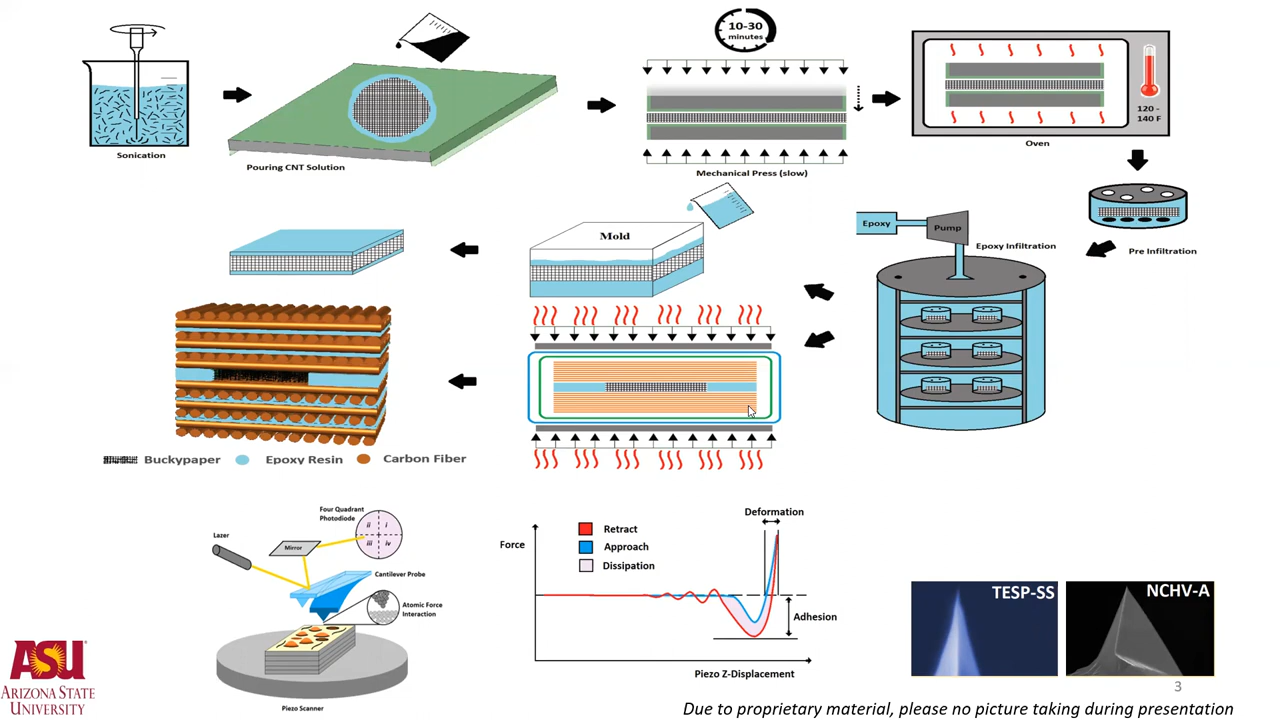 10-30
minutes
120 -
140 F
Sonication
Pouring CNT Solution
Mechanical Press (slow)
Oven
Mold
Epoxy
Pump
Epoxy Infiltration
Pre Infiltration
Buckypaper
Epoxy Resin
Carbon Fiber
Four Quadrant
Photodiode
ii
i
iii
iv
Lazer
Mirror
Cantilever Probe
Atomic Force
Interaction
Piezo Scanner
Deformation
Force
Retract
Approach
Dissipation
Adhesion
Piezo Z-Displacement
TESP-SS
NCHV-A
ASU
ARIZONA STATE
UNIVERSITY
3
Due to proprietary material, please no picture taking during presentation